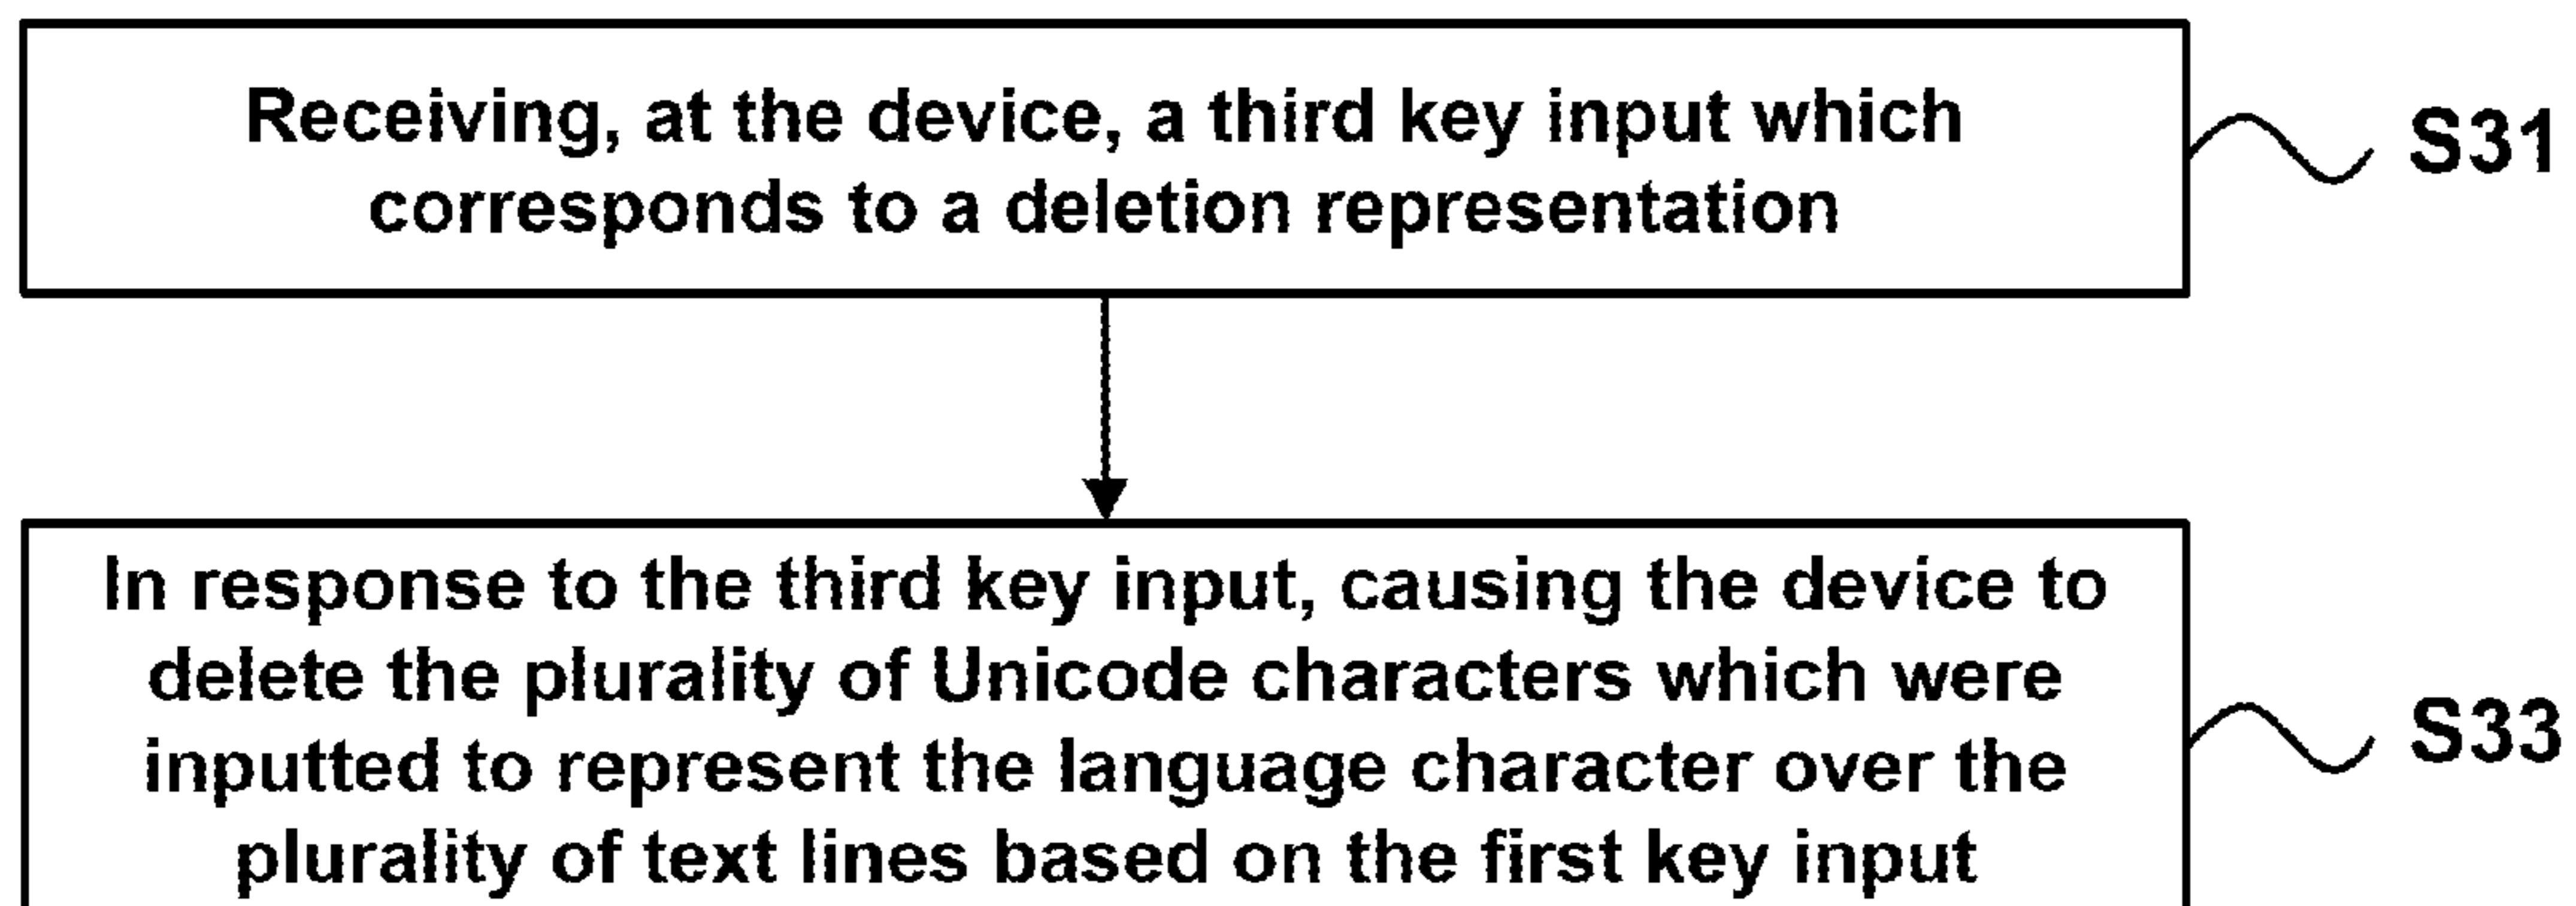 Receiving, at the device, a third key input which
corresponds to a deletion representation
S31
In response to the third key input, causing the device to
delete the plurality of Unicode characters which were
inputted to represent the language character over the
plurality of text lines based on the first key input
S33